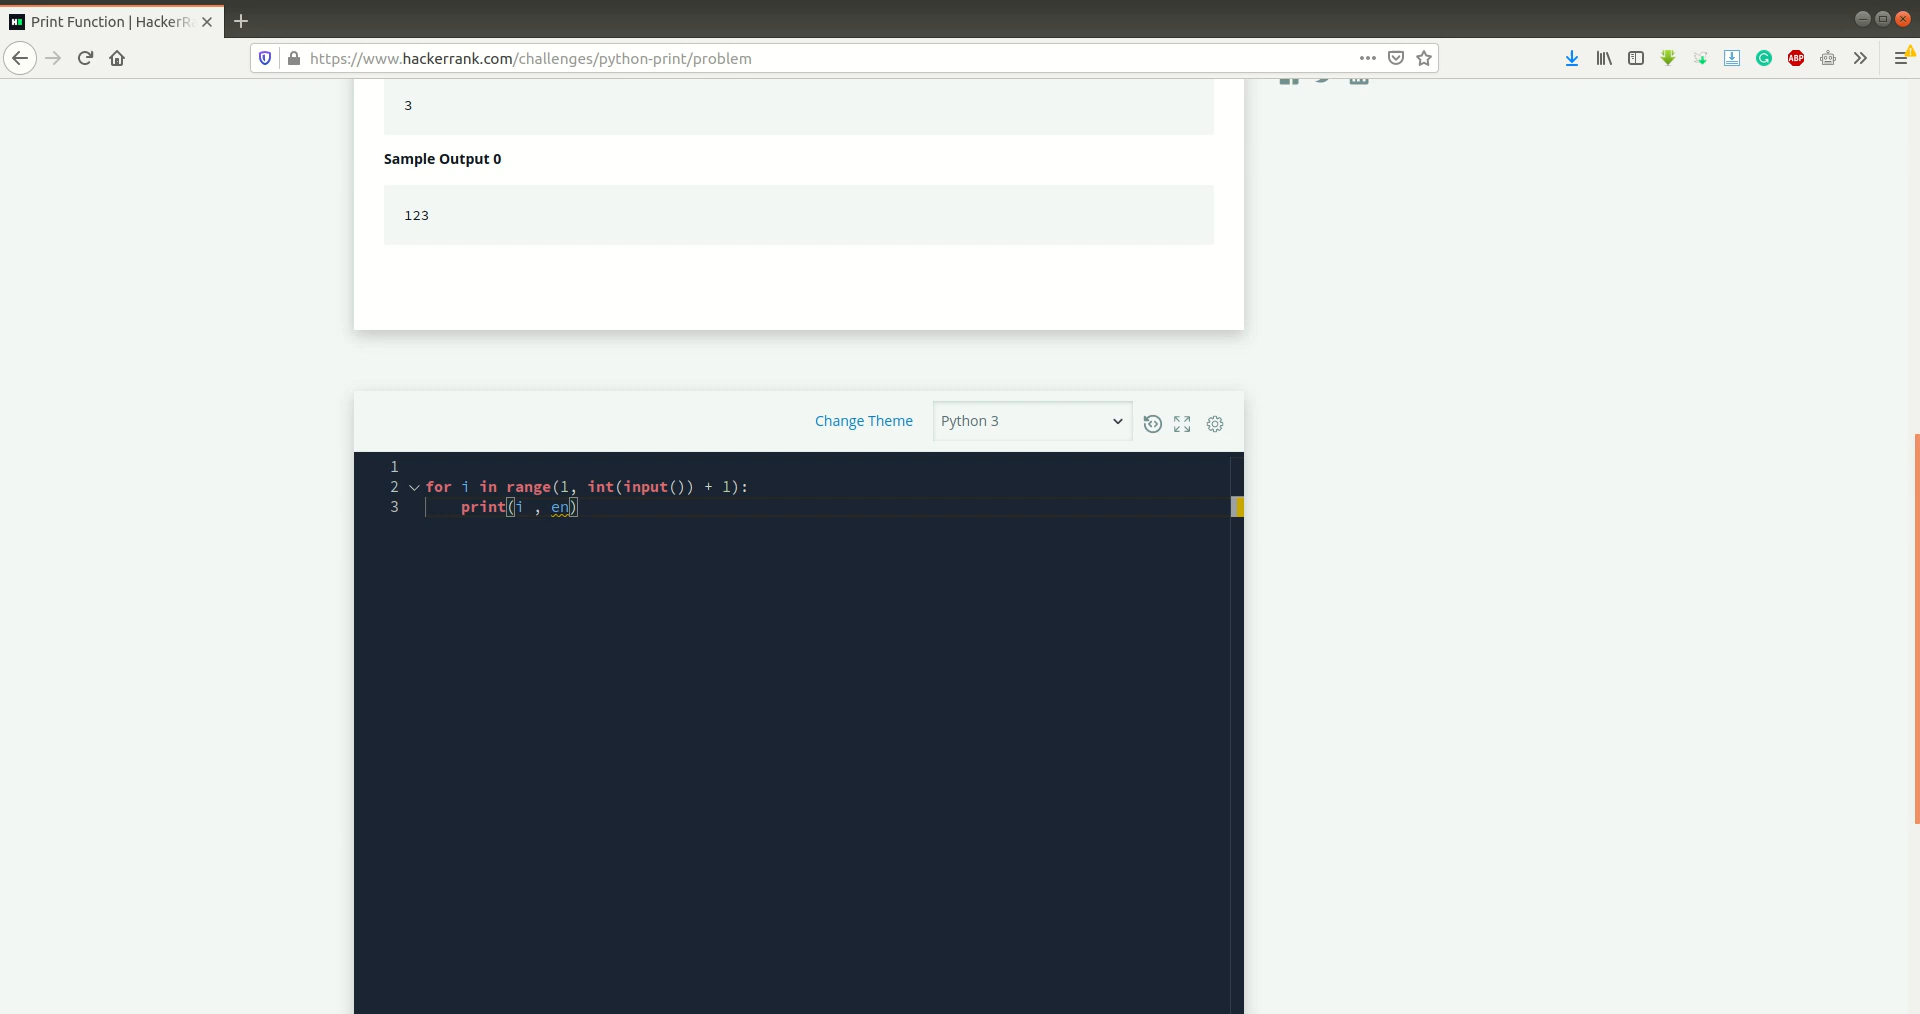 Print Function | HackerR
https://www.hackerrank.com/challenges/python-print/problem
ABP
3
Sample Output 0
123
Change Theme
Python 3
1
2 for i in range(1, int(input()) + 1):
3 print(i , en)